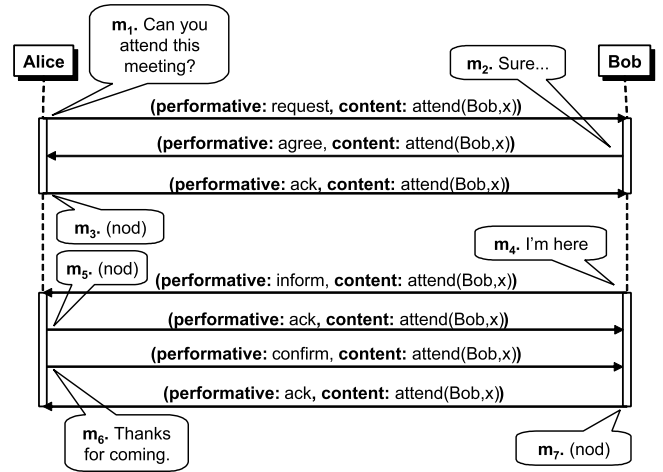 m1. Can you
attend this
meeting?
Alice
Bob
m2. Sure...
(performative: request, content: attend(Bob,x))
(performative: agree, content: attend(Bob,x))
(performative: ack, content: attend(Bob,x))
m3. (nod)
m4. I'm here
m5. (nod)
(performative: inform, content: attend(Bob,x))
(performative: ack, content: attend(Bob,x))
(performative: confirm, content: attend(Bob,x))
(performative: ack, content: attend(Bob,x))
m6. Thanks
for coming.
m7. (nod)